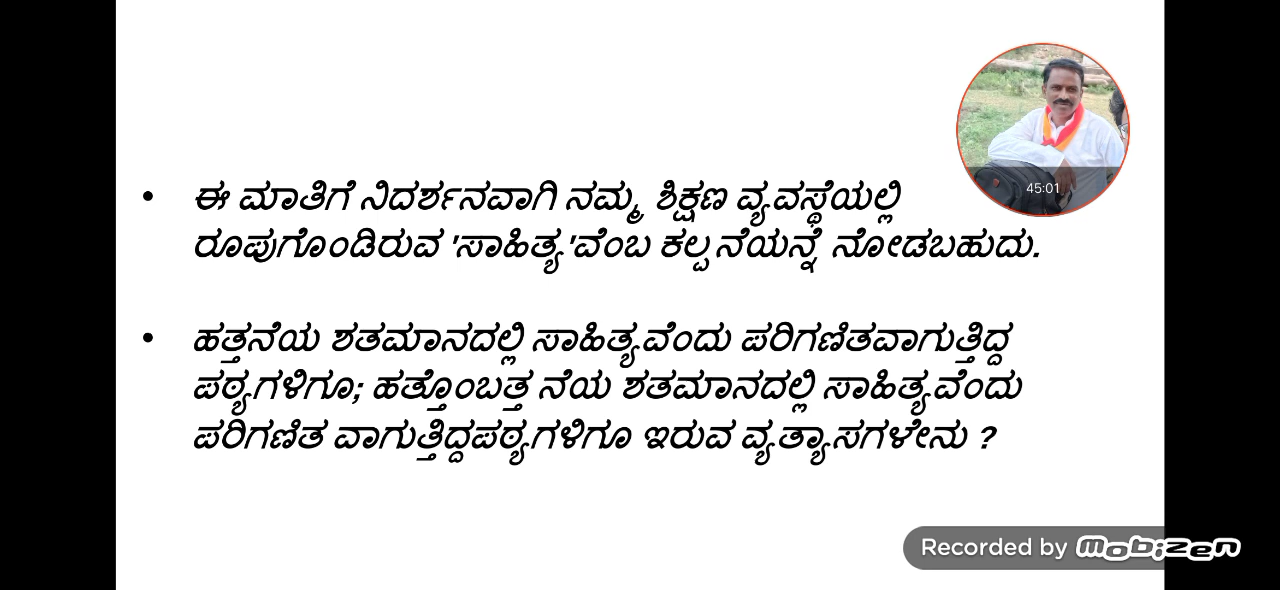 45:01
• ಈ ಮಾತಿಗೆ ನಿದರ್ಶನವಾಗಿ ನಮ್ಮ ಶಿಕ್ಷಣ ವ್ಯವಸ್ಥೆಯಲ್ಲಿ
ರೂಪುಗೊಂಡಿರುವ 'ಸಾಹಿತ್ಯ'ವೆಂಬ ಕಲ್ಪನೆಯನ್ನೆ ನೋಡಬಹುದು.
• ಹತ್ತನೆಯ ಶತಮಾನದಲ್ಲಿ ಸಾಹಿತ್ಯವೆಂದು ಪರಿಗಣಿತವಾಗುತ್ತಿದ್ದ
ಪಠ್ಯಗಳಿಗೂ; ಹತ್ತೊಂಬತ್ತ ನೆಯ ಶತಮಾನದಲ್ಲಿ ಸಾಹಿತ್ಯವೆಂದು
ಪರಿಗಣಿತ ವಾಗುತ್ತಿದ್ದಪಠ್ಯಗಳಿಗೂ ಇರುವ ವ್ಯತ್ಯಾಸಗಳೇನು ?
Recorded by mobizen